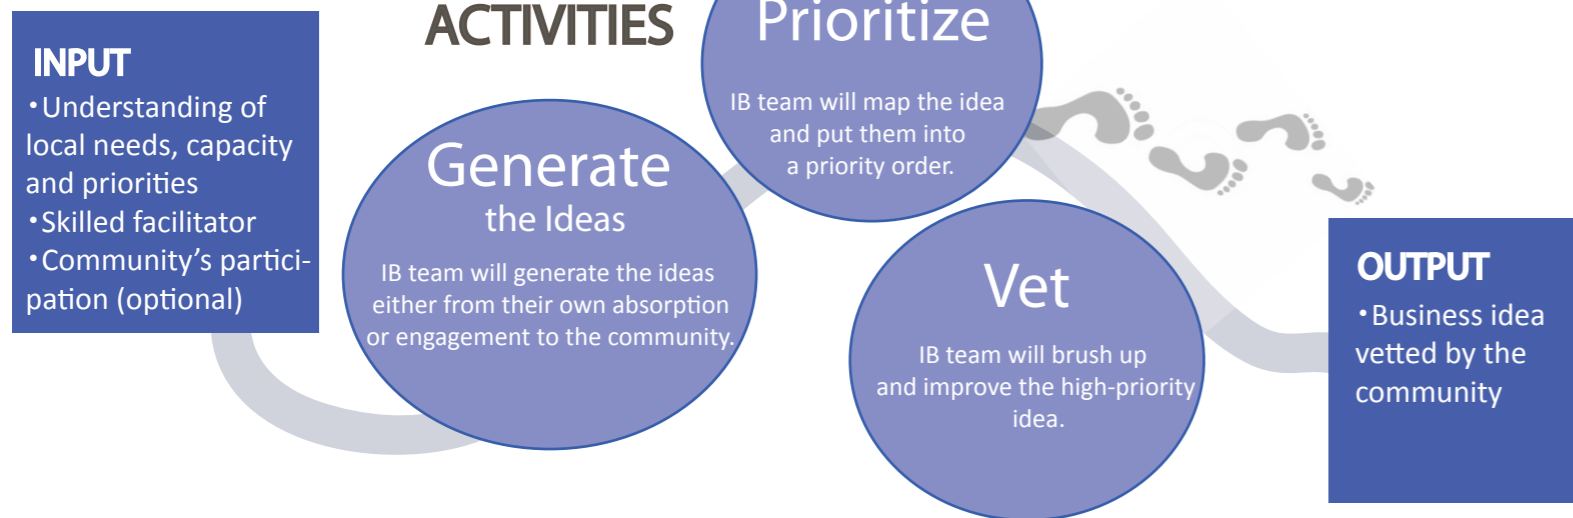 INPUT
·Understanding of
local needs, capacity
and priorities
·Skilled facilitator
·Community’s partici-
pation (optional)
ACTIVITIES
Generate
the Ideas
IB team will generate the ideas
either from their own absorption
or engagement to the community.
Prioritize
IB team will map the idea
and put them into
a priority order.
Vet
IB team will brush up
and improve the high-priority
idea.
OUTPUT
·Business idea
vetted by the
community